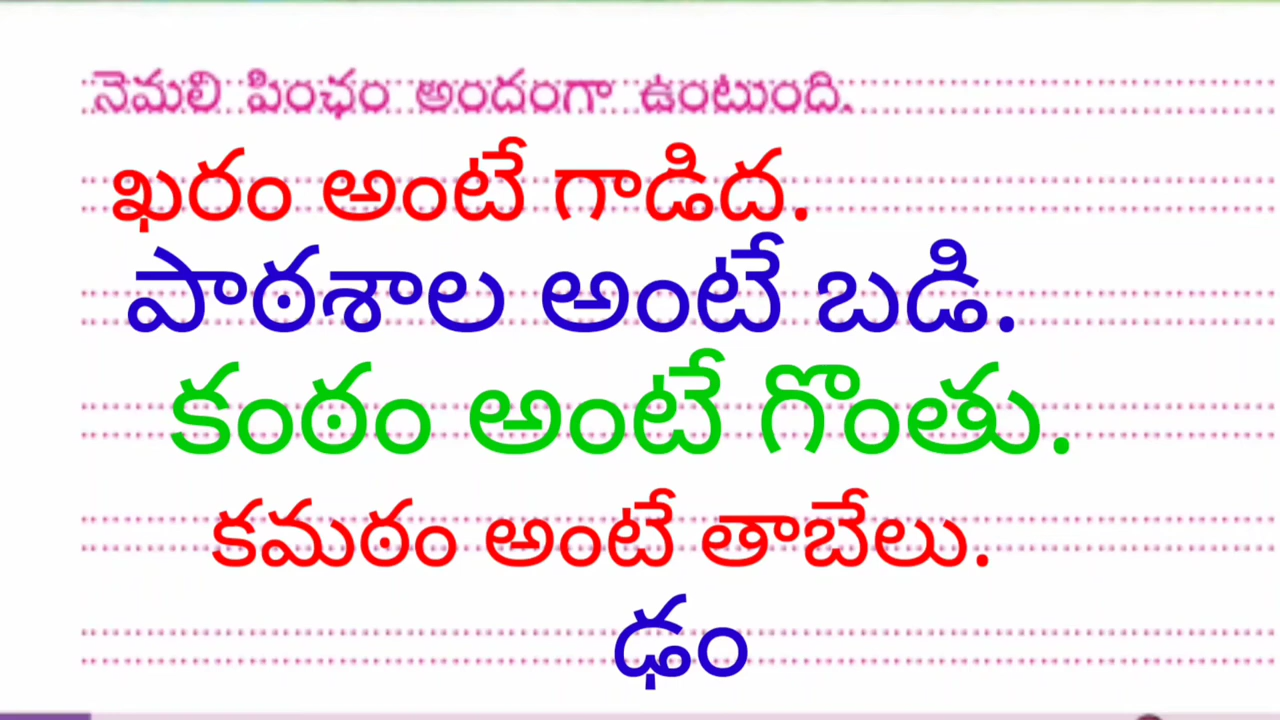 నెమలి పింఛం అందంగా ఉంటుంది.
ఖరం అంటే గాడిద.
పాఠశాల అంటే బడి.
కంఠం అంటే గొంతు.
కమఠం అంటే తాబేలు.
ఢం